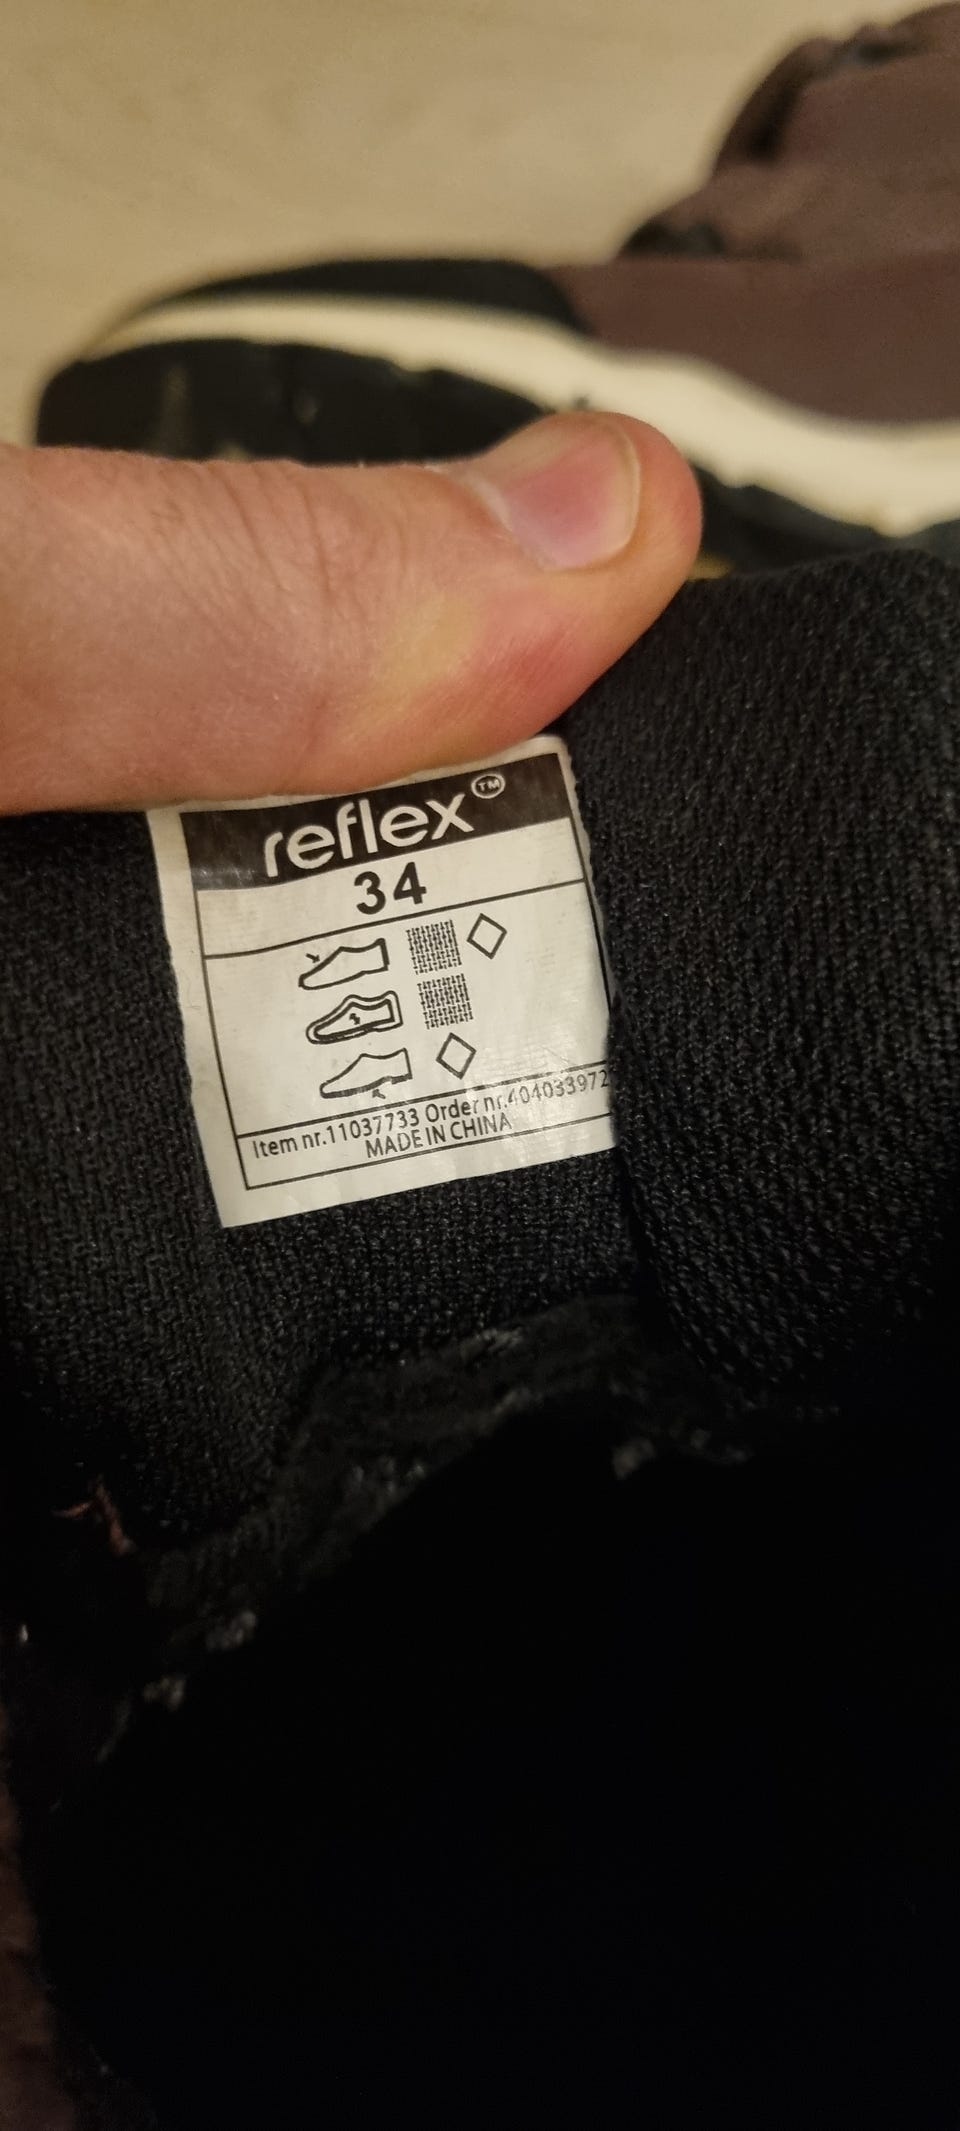 reflex™
34
Item nr.11037733 Order nr.404033972
MADE IN CHINA